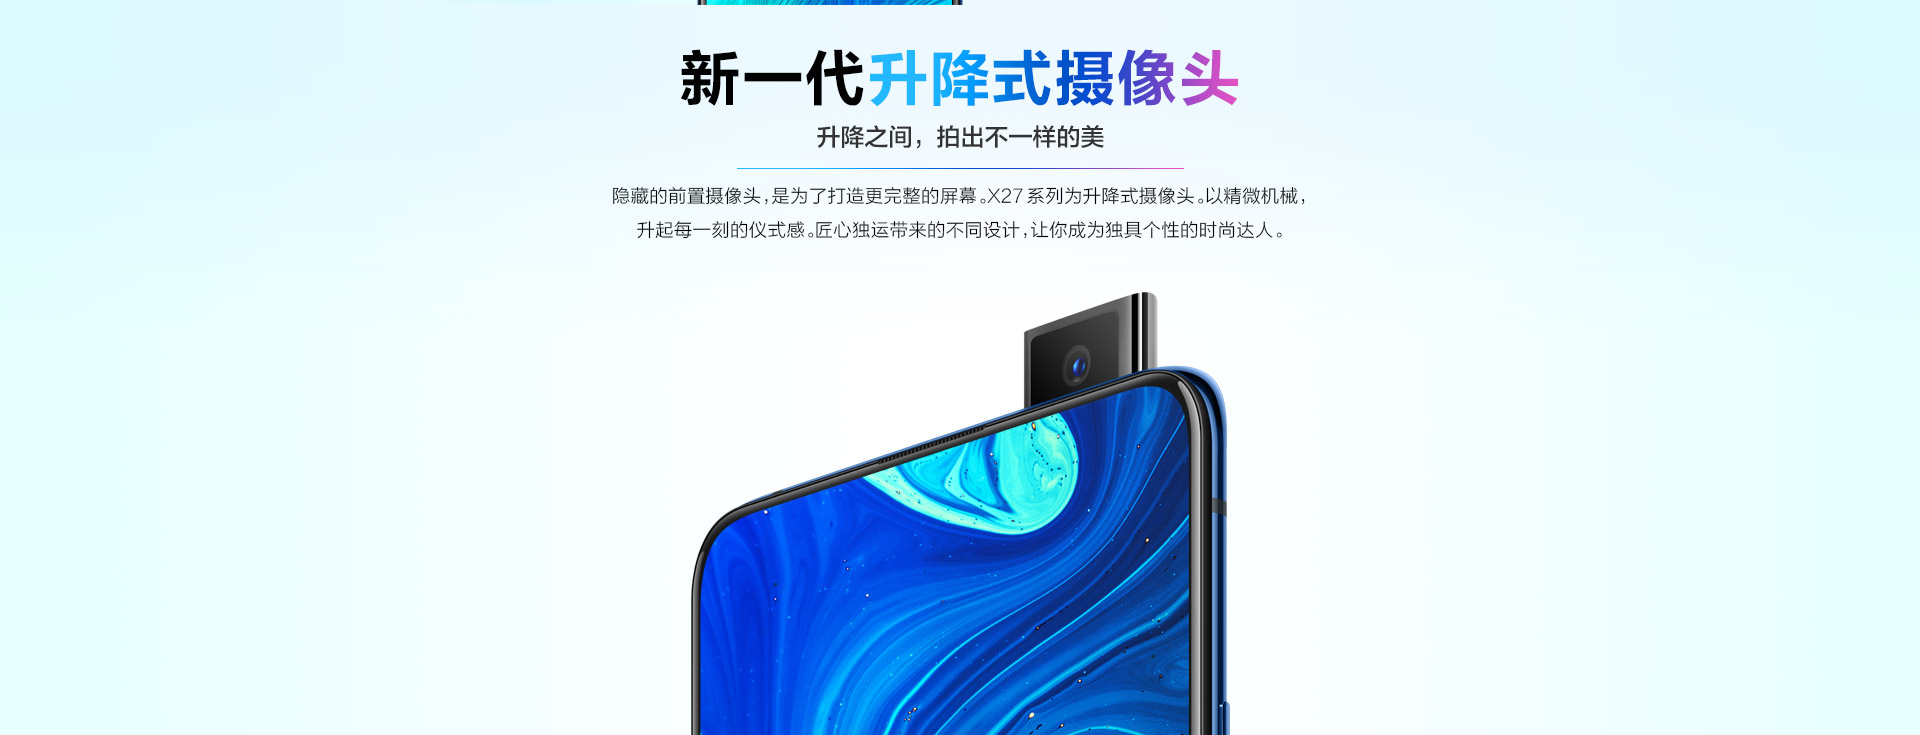 新一代升降式摄像头
升降之间，拍出不一样的美
隐藏的前置摄像头，是为了打造更完整的屏幕。X27系列为升降式摄像头。以精微机械，
升起每一刻的仪式感。匠心独运带来的不同设计，让你成为独具个性的时尚达人。